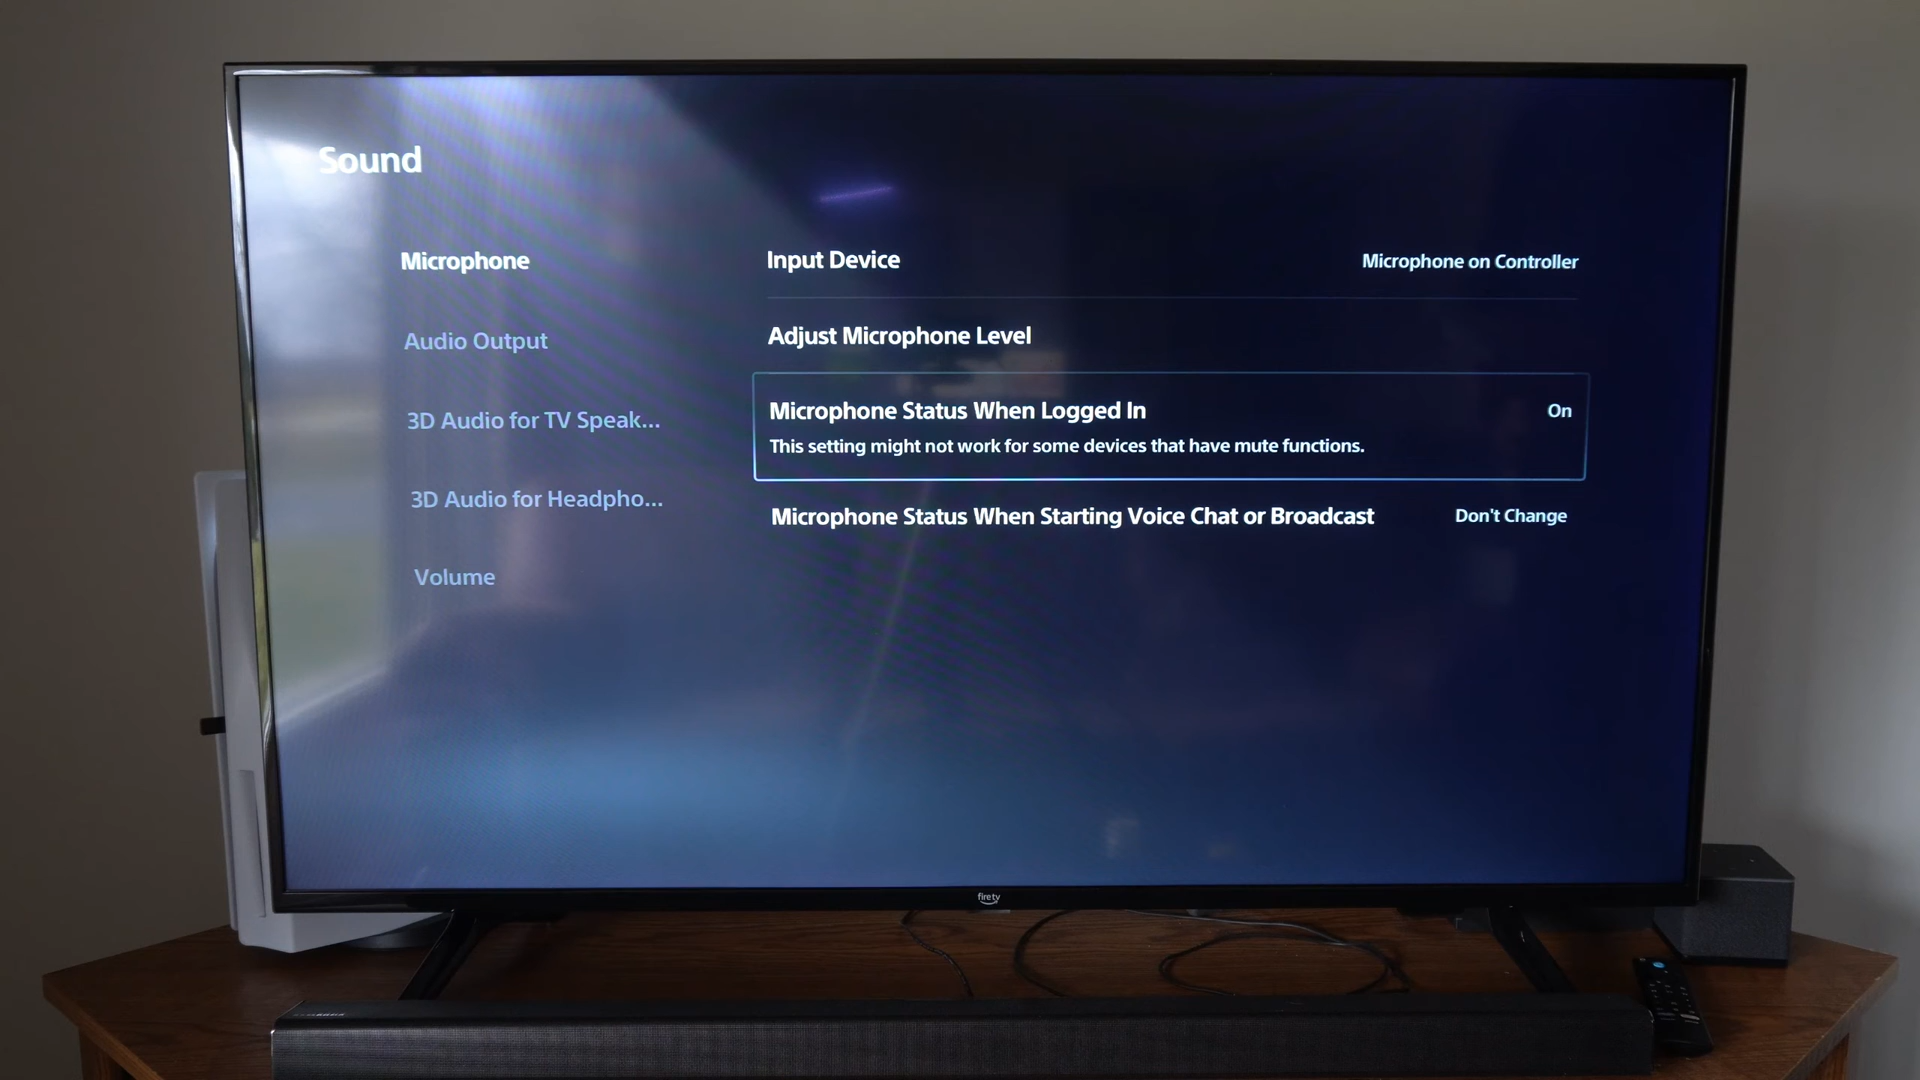 Sound
Microphone
Audio Output
3D Audio for TV Speak...
3D Audio for Headpho...
Volume
Input Device
Microphone on Controller
Adjust Microphone Level
Microphone Status When Logged In
On
This setting might not work for some devices that have mute functions.
Microphone Status When Starting Voice Chat or Broadcast
Don't Change
firetv